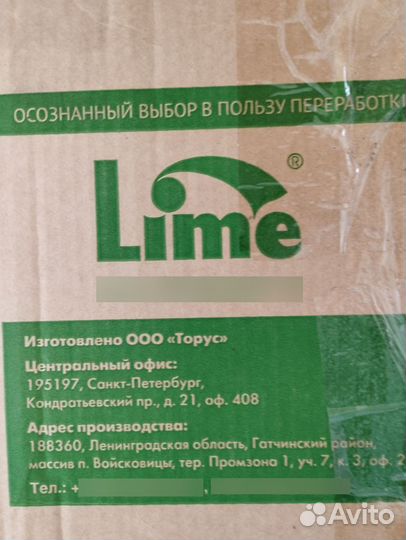 ОСОЗНАННЫЙ ВЫБОР В ПОЛЬЗУ ПЕРЕРАБОТКИ
Lime®
Изготовлено ООО «Торус»
Центральный офис:
195197, Санкт-Петербург,
Кондратьевский пр., д. 21, оф. 408
Адрес производства:
188360, Ленинградская область, Гатчинский район,
массив п. Войсковицы, тер. Промзона 1, уч. 7, к. 3, оф. 2
Тел.: +
Avito